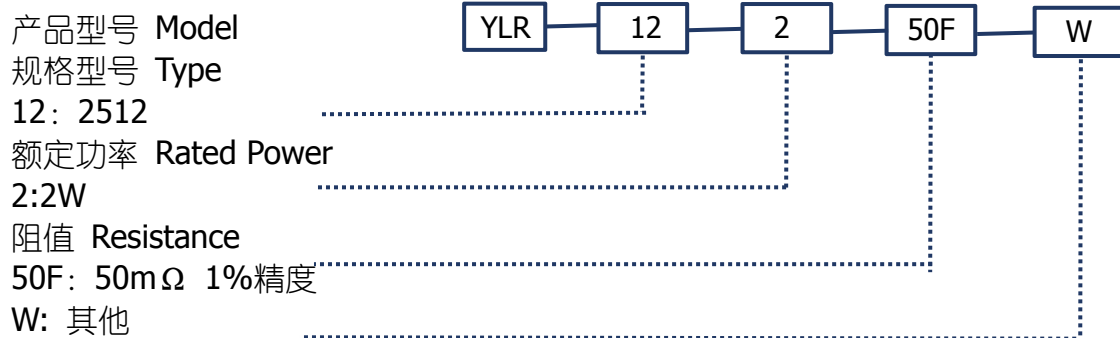 产品型号 Model
YLR 12 2 50F W
规格型号 Type
12：2512
额定功率 Rated Power
2:2W
阻值 Resistance
50F：50mΩ 1%精度
W: 其他